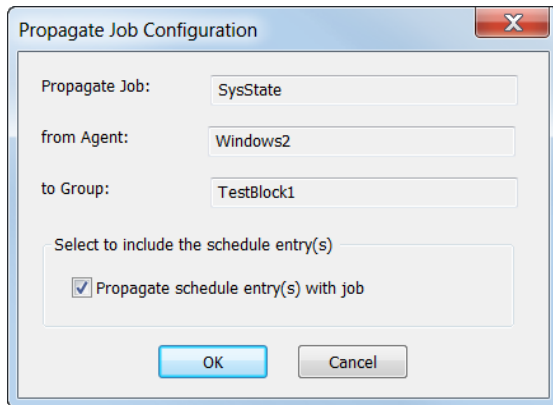 Propagate Job Configuration
X
Propagate Job: SysState
from Agent: Windows2
to Group: TestBlock1
Select to include the schedule entry(s)
Propagate schedule entry(s) with job
OK Cancel